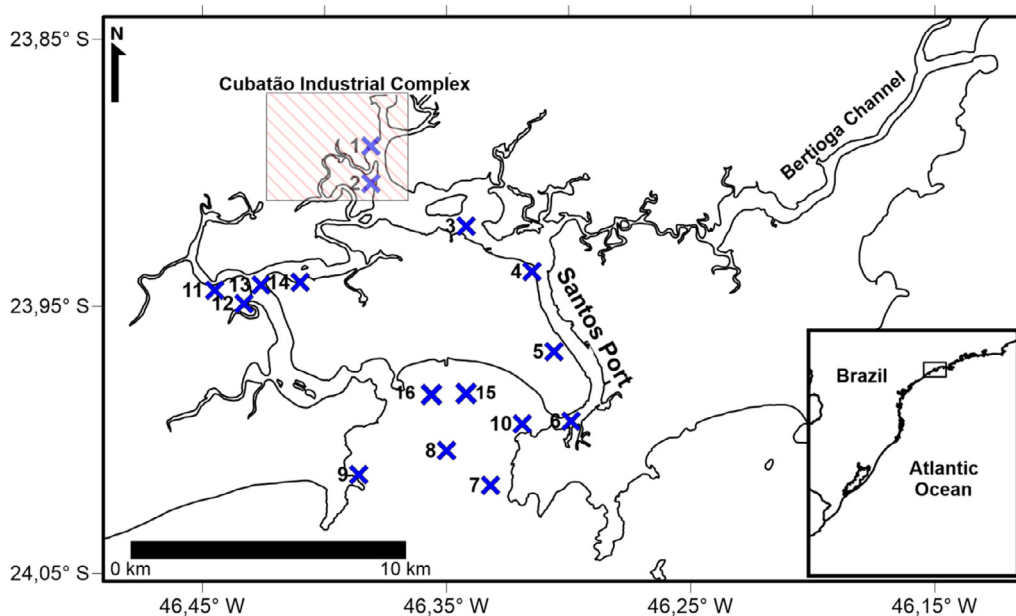 23,85° S
N
Cubatão Industrial Complex
Bertioga Channel
1
2
3
4
Santos Port
11
12
13
14
23,95° S
5
6
Brazil
16
15
10
8
9
7
Atlantic
Ocean
0 km
10 km
24,05° S
46,45° W
46,35° W
46,25° W
46,15° W